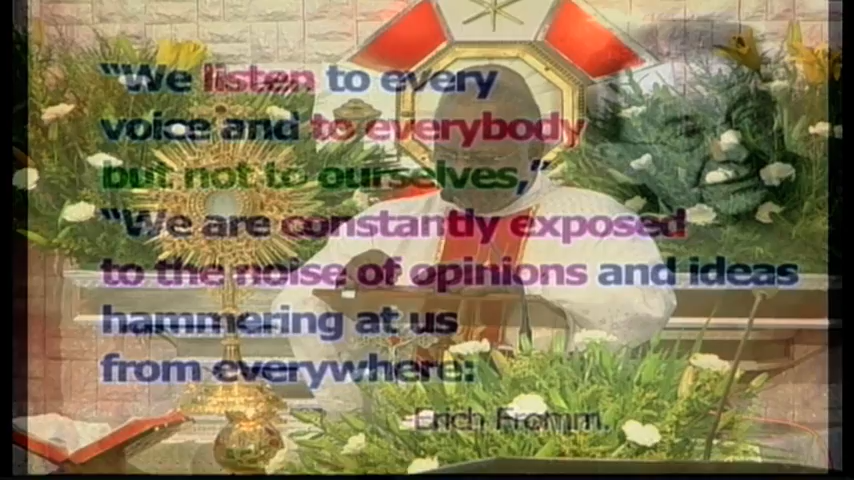 “We listen to every
voice and to everybody
but not to ourselves,”
“We are constantly exposed
to the noise of opinions and ideas
hammering at us
from everywhere:
Erich Fromm.